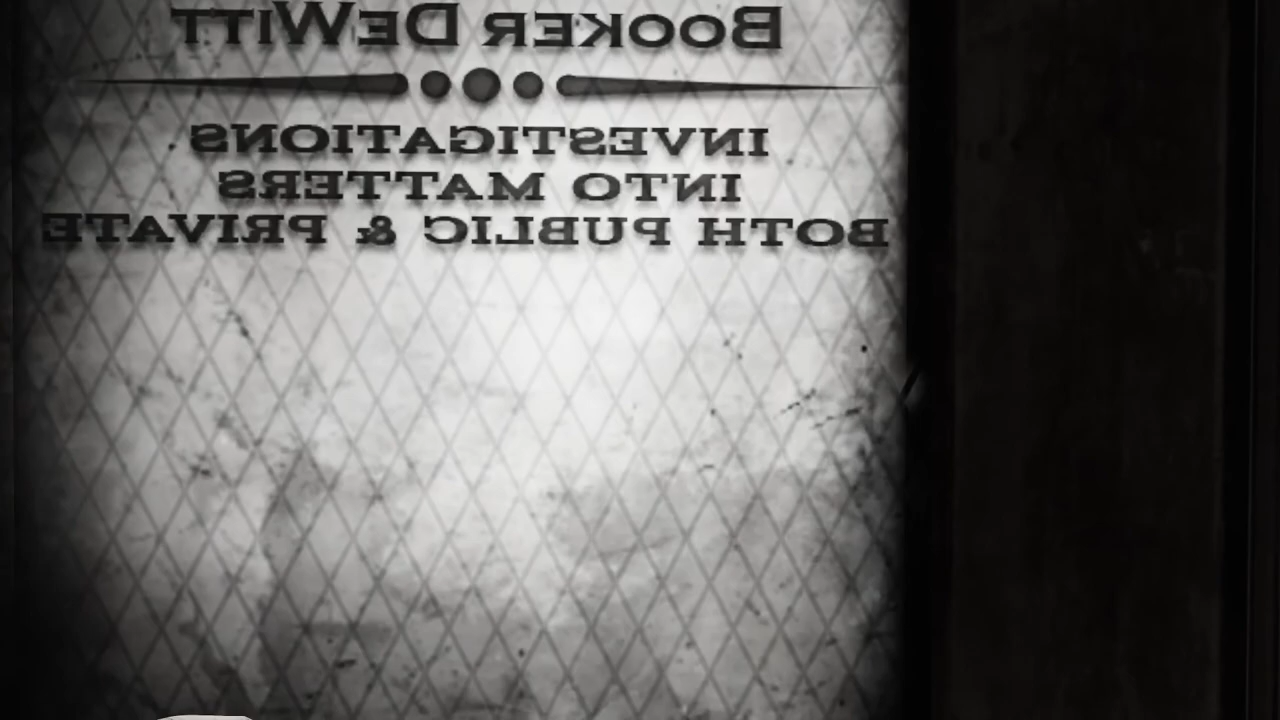 Booker DeWitt
INVESTIGATIONS
INTO MATTERS
BOTH PUBLIC & PRIVATE